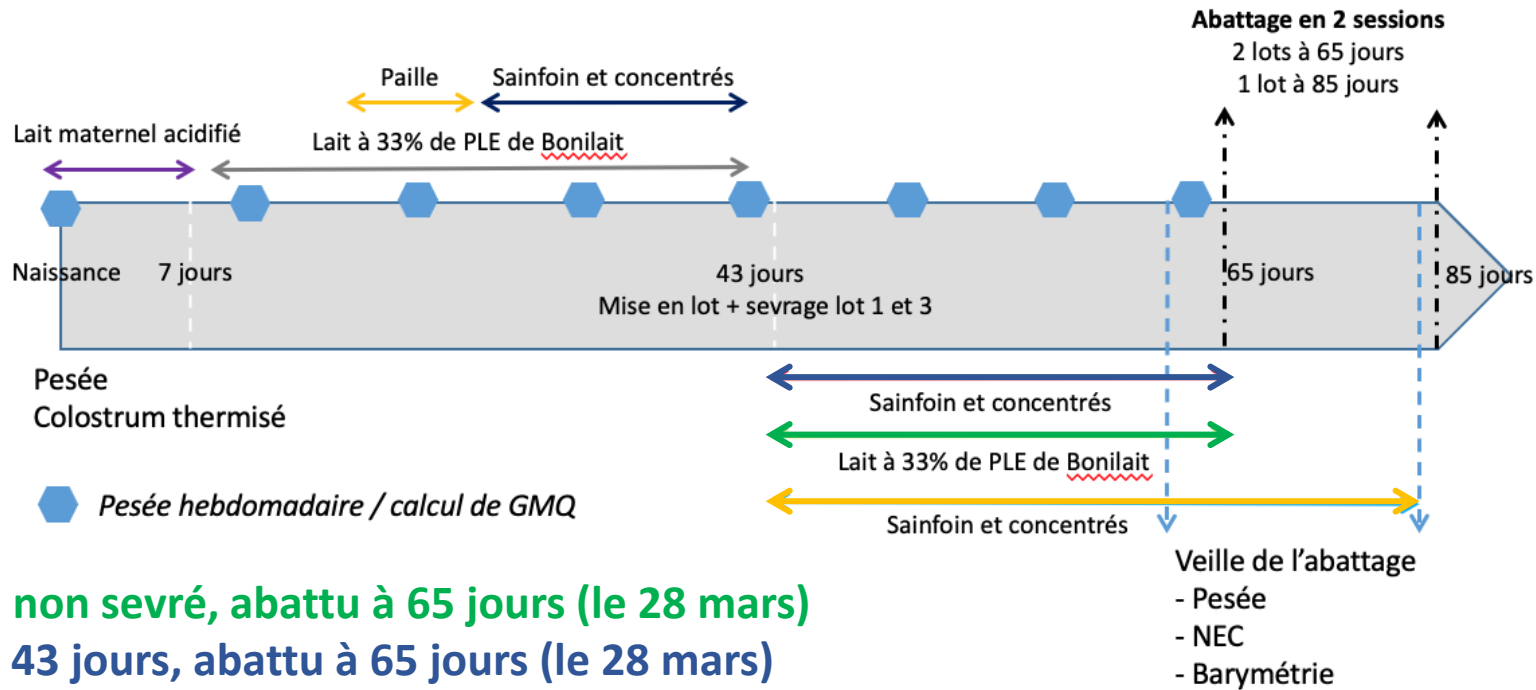 Abattage en 2 sessions
2 lots à 65 jours
1 lot à 85 jours
Paille
Sainfoin et concentrés
Lait maternel acidifié
Lait à 33% de PLE de Bonilait
Naissance
7 jours
43 jours
65 jours
85 jours
Mise en lot + sevrage lot 1 et 3
Pesée
Colostrum thermisé
Sainfoin et concentrés
Lait à 33% de PLE de Bonilait
Pesée hebdomadaire / calcul de GMQ
Sainfoin et concentrés
Veille de l’abattage
- Pesée
- NEC
- Barymétrie
non sevré, abattu à 65 jours (le 28 mars)
43 jours, abattu à 65 jours (le 28 mars)